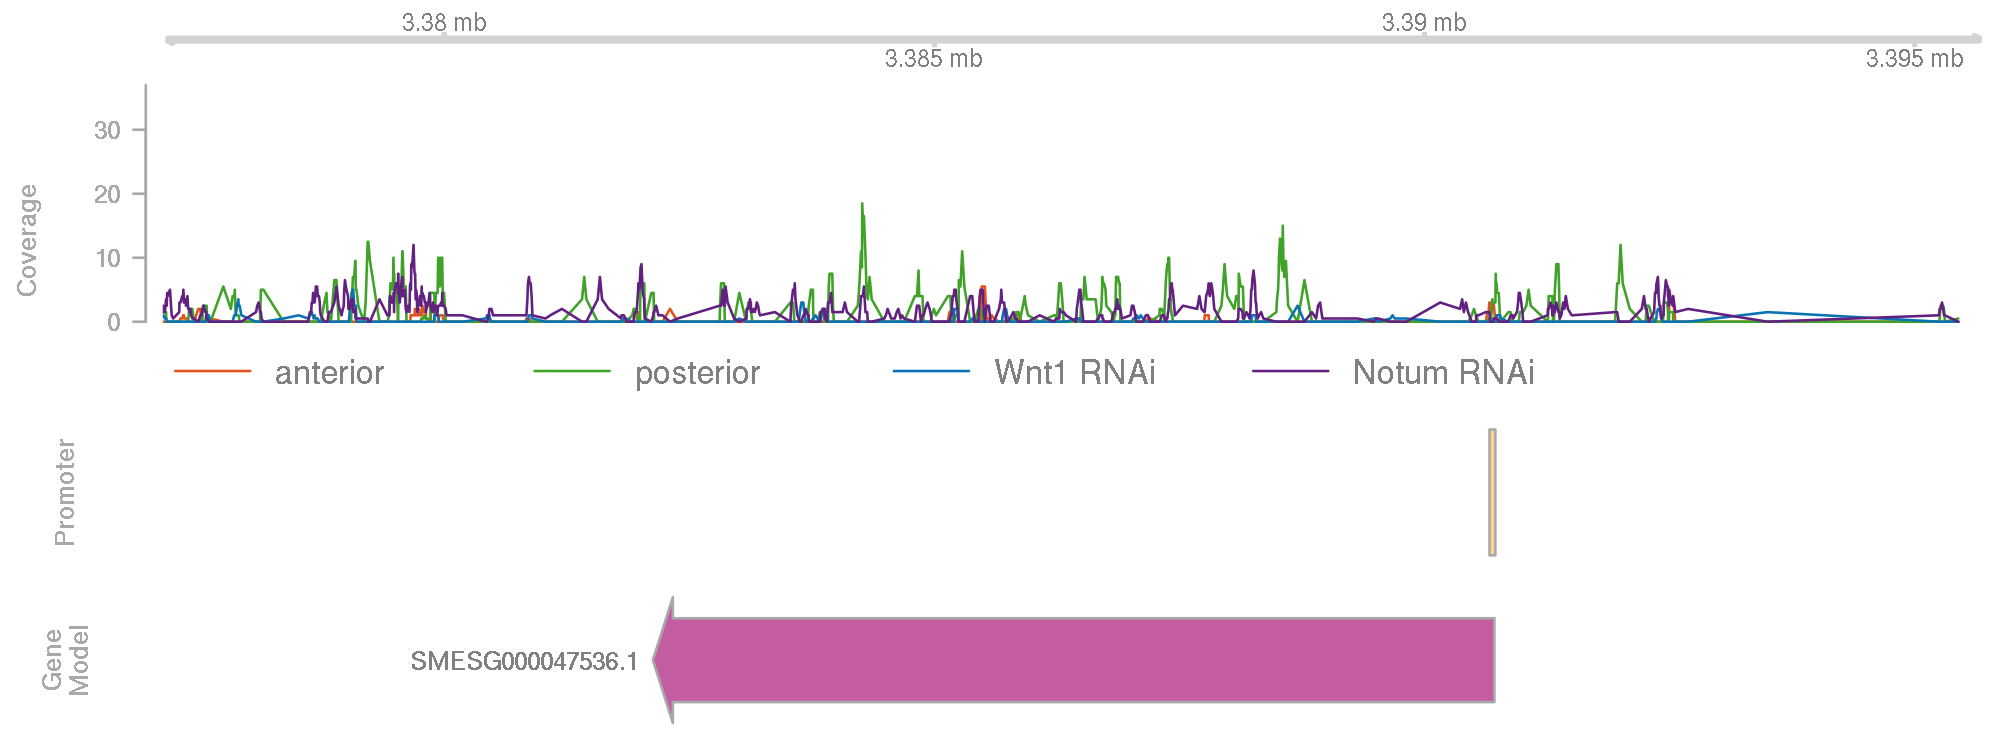 3.38 mb
3.39 mb
3.385 mb
3.395 mb
Coverage
30
20
10
0
anterior
posterior
Wnt1 RNAi
Notum RNAi
Promoter
0
Gene
Model
SMESG000047536.1